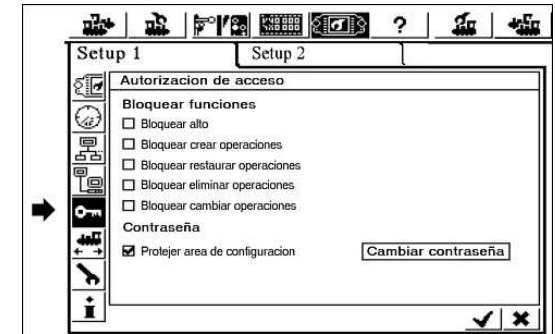 ?
Setup 1
Setup 2
Autorizacion de acceso
Bloquear funciones
Bloquear alto
Bloquear crear operaciones
Bloquear restaurar operaciones
Bloquear eliminar operaciones
Bloquear cambiar operaciones
Contraseña
Protejer area de configuracion
Cambiar contraseña